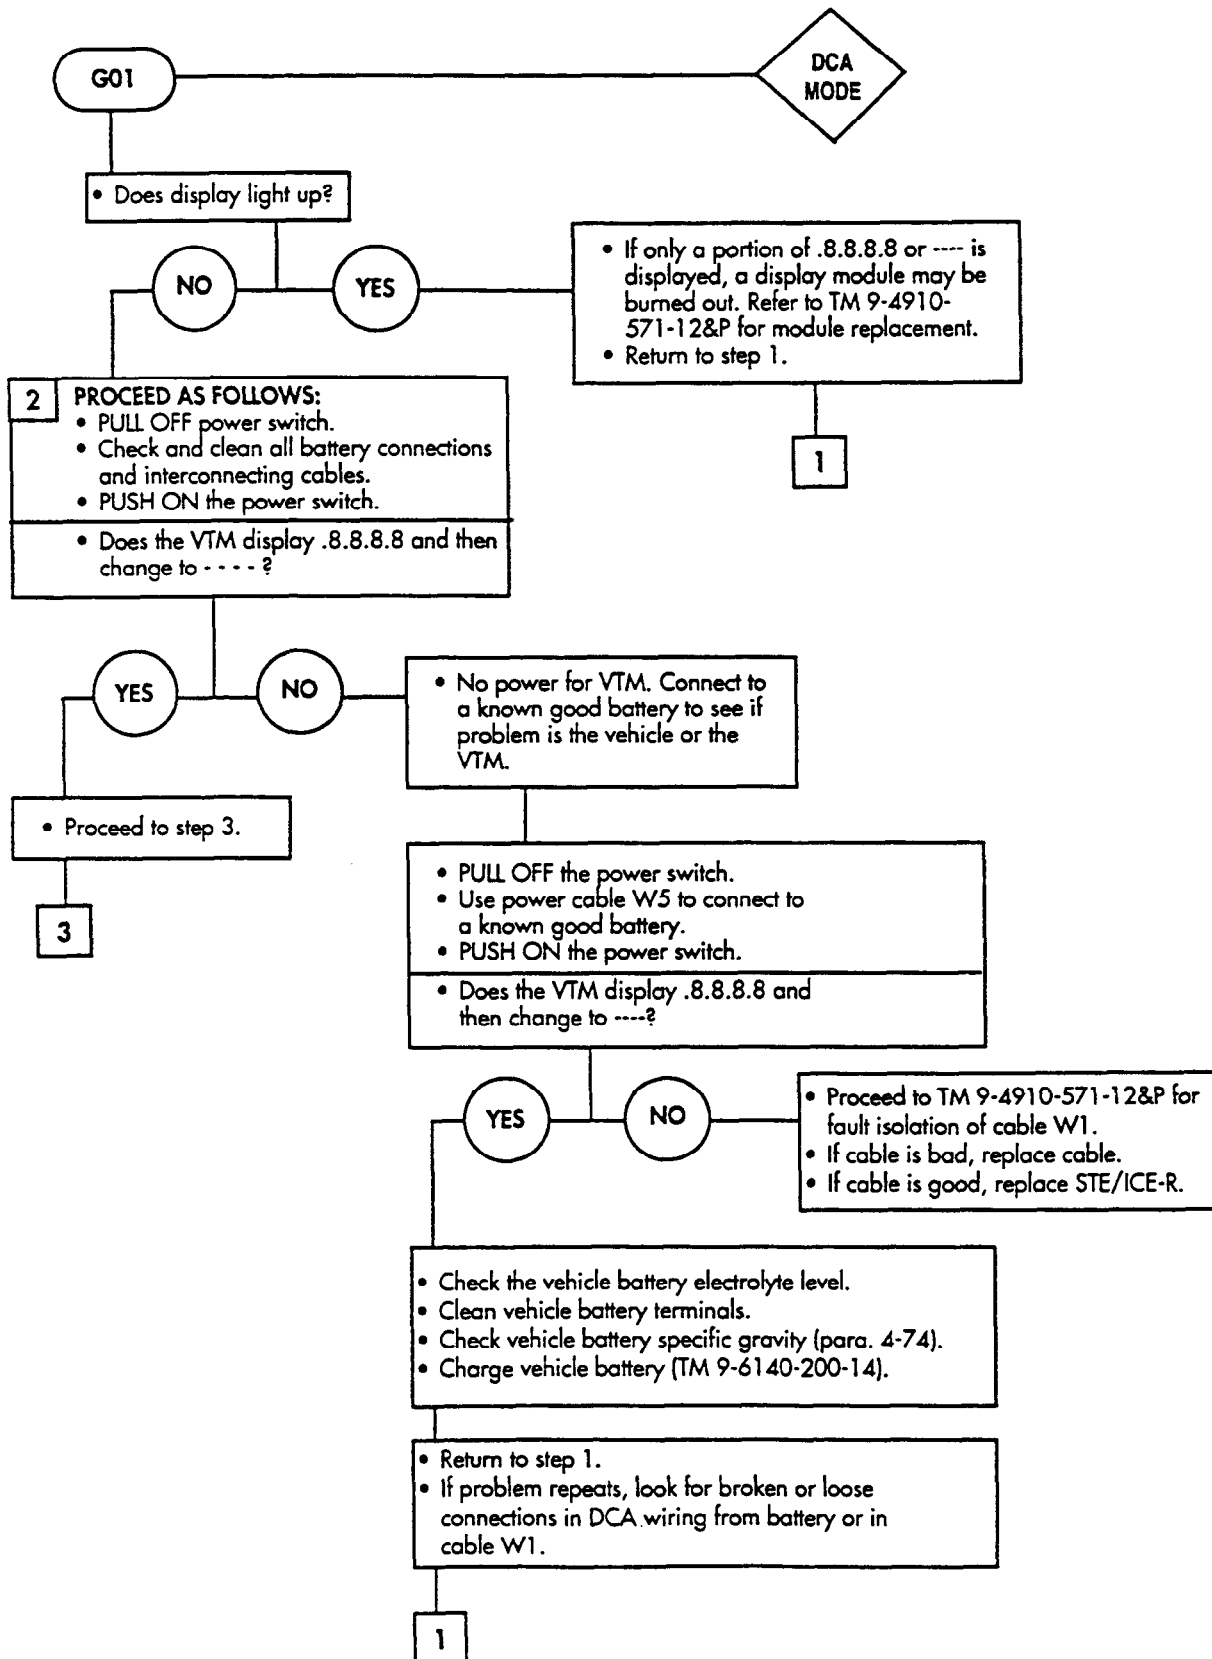 G01
DCA
MODE
• Does display light up?
NO
YES
• If only a portion of .8.8.8.8 or ---- is
displayed, a display module may be
burned out. Refer to TM 9-4910-
571-12&P for module replacement.
• Return to step 1.
1
2 PROCEED AS FOLLOWS:
• PULL OFF power switch.
• Check and clean all battery connections
and interconnecting cables.
• PUSH ON the power switch.
• Does the VTM display .8.8.8.8 and then
change to - - - - ?
YES
NO
• No power for VTM. Connect to
a known good battery to see if
problem is the vehicle or the
VTM.
• Proceed to step 3.
3
• PULL OFF the power switch.
• Use power cable W5 to connect to
a known good battery.
• PUSH ON the power switch.
• Does the VTM display .8.8.8.8 and
then change to ----?
YES
NO
• Proceed to TM 9-4910-571-12&P for
fault isolation of cable W1.
• If cable is bad, replace cable.
• If cable is good, replace STE/ICE-R.
• Check the vehicle battery electrolyte level.
• Clean vehicle battery terminals.
• Check vehicle battery specific gravity (para. 4-74).
• Charge vehicle battery (TM 9-6140-200-14).
• Return to step 1.
• If problem repeats, look for broken or loose
connections in DCA wiring from battery or in
cable W1.
1